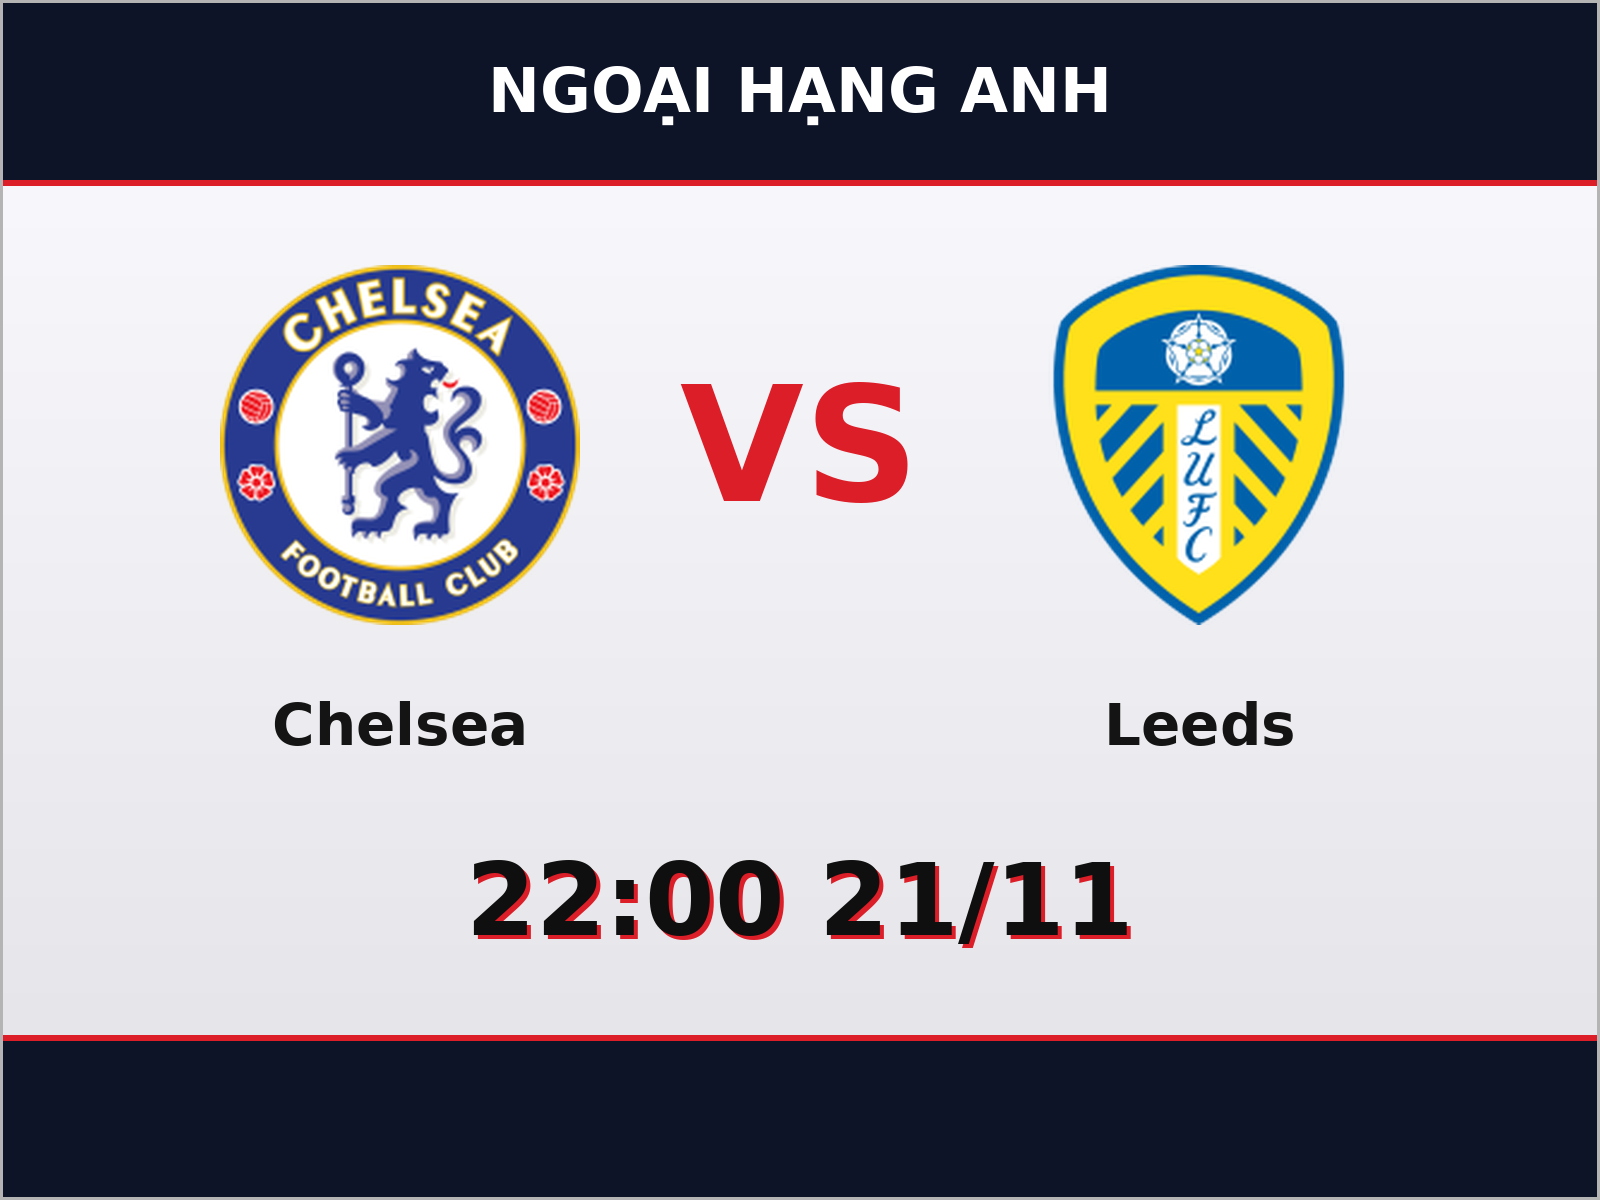 NGOẠI HẠNG ANH
CHELSEA
FOOTBALL CLUB
VS
LUFC
Chelsea
Leeds
22:00 21/11